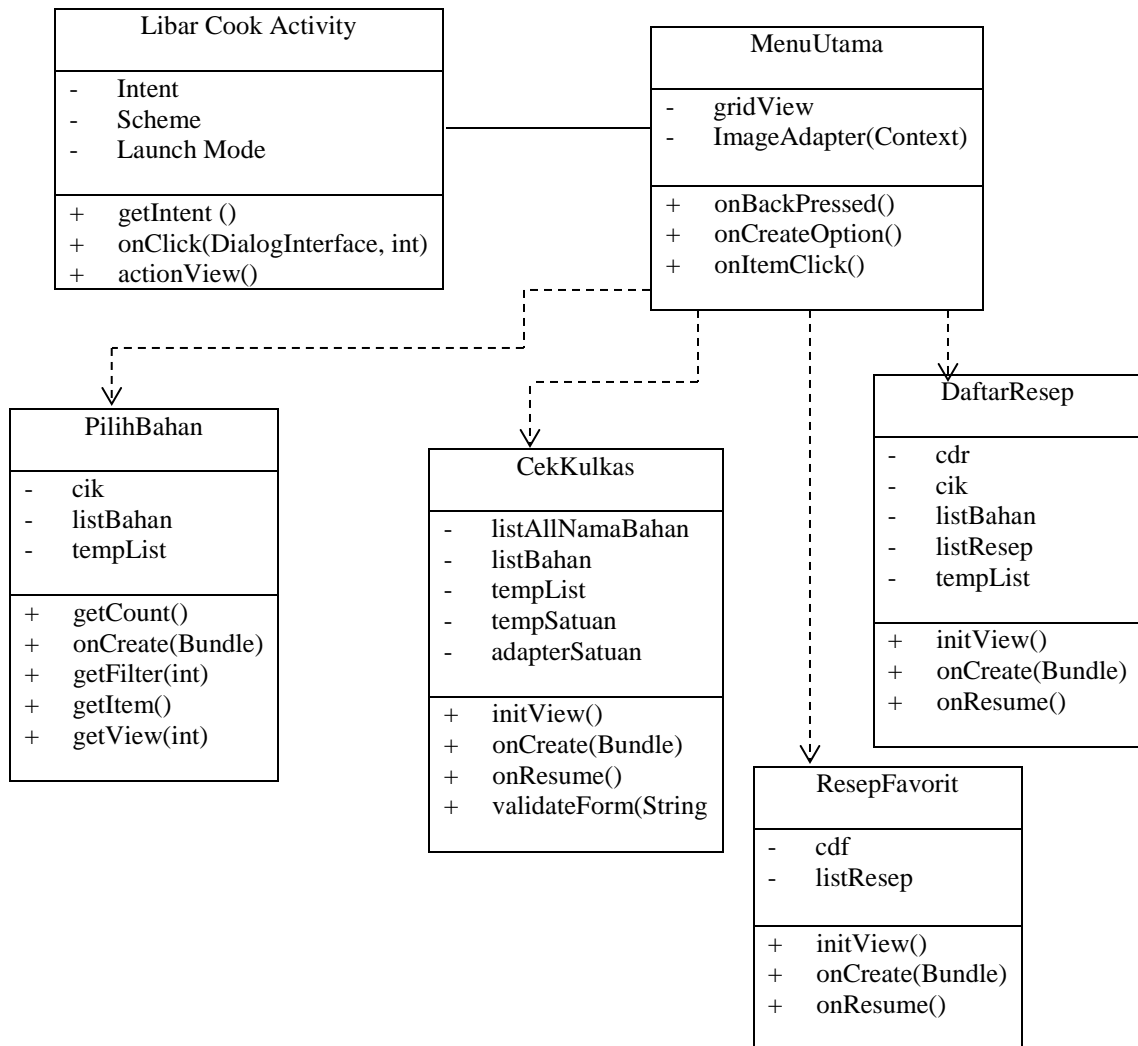 Libar Cook Activity
- Intent
- Scheme
- Launch Mode
+ getIntent ()
+ onClick(DialogInterface, int)
+ actionView()
MenuUtama
- gridView
- ImageAdapter(Context)
+ onBackPressed()
+ onCreateOption()
+ onItemClick()
PilihBahan
- cik
- listBahan
- tempList
+ getCount()
+ onCreate(Bundle)
+ getFilter(int)
+ getItem()
+ getView(int)
CekKulkas
- listAllNamaBahan
- listBahan
- tempList
- tempSatuan
- adapterSatuan
+ initView()
+ onCreate(Bundle)
+ onResume()
+ validateForm(String
DaftarResep
- cdr
- cik
- listBahan
- listResep
- tempList
+ initView()
+ onCreate(Bundle)
+ onResume()
ResepFavorit
- cdf
- listResep
+ initView()
+ onCreate(Bundle)
+ onResume()